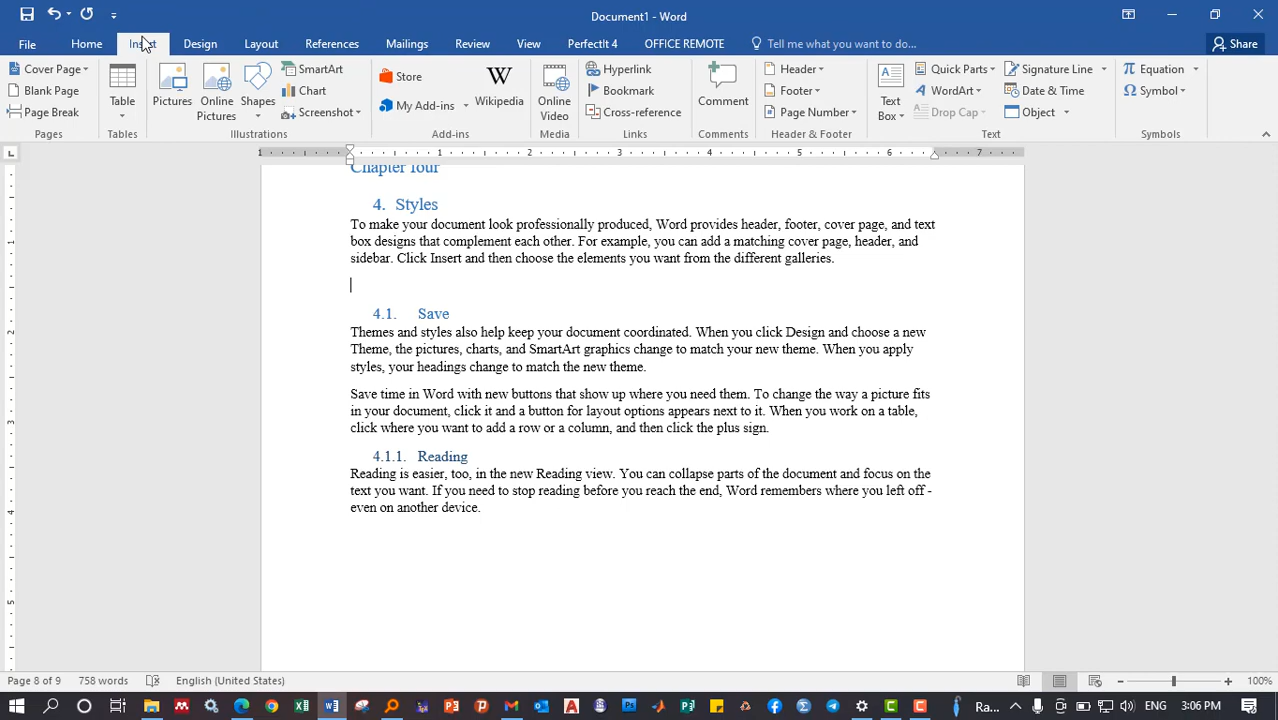 Document1 - Word
File Home Insert Design Layout References Mailings Review View PerfectIt 4 OFFICE REMOTE Tell me what you want to do... Share
Cover Page
Blank Page
Page Break
Pages
Table
Tables
Pictures
Online Pictures
Shapes
SmartArt
Chart
Screenshot
Illustrations
Store
My Add-ins
Wikipedia
Add-ins
Online Video
Media
Hyperlink
Bookmark
Cross-reference
Links
Comment
Comments
Header
Footer
Page Number
Header & Footer
Text Box
Quick Parts
WordArt
Drop Cap
Signature Line
Date & Time
Object
Text
Equation
Symbol
Symbols
1 1 2 3 4 5 6 7
Chapter four
4. Styles
To make your document look professionally produced, Word provides header, footer, cover page, and text
box designs that complement each other. For example, you can add a matching cover page, header, and
sidebar. Click Insert and then choose the elements you want from the different galleries.
4.1. Save
Themes and styles also help keep your document coordinated. When you click Design and choose a new
Theme, the pictures, charts, and SmartArt graphics change to match your new theme. When you apply
styles, your headings change to match the new theme.
Save time in Word with new buttons that show up where you need them. To change the way a picture fits
in your document, click it and a button for layout options appears next to it. When you work on a table,
click where you want to add a row or a column, and then click the plus sign.
4.1.1. Reading
Reading is easier, too, in the new Reading view. You can collapse parts of the document and focus on the
text you want. If you need to stop reading before you reach the end, Word remembers where you left off -
even on another device.
1
2
3
4
5
Page 8 of 9 758 words English (United States) 100%
Ra... ENG 3:06 PM